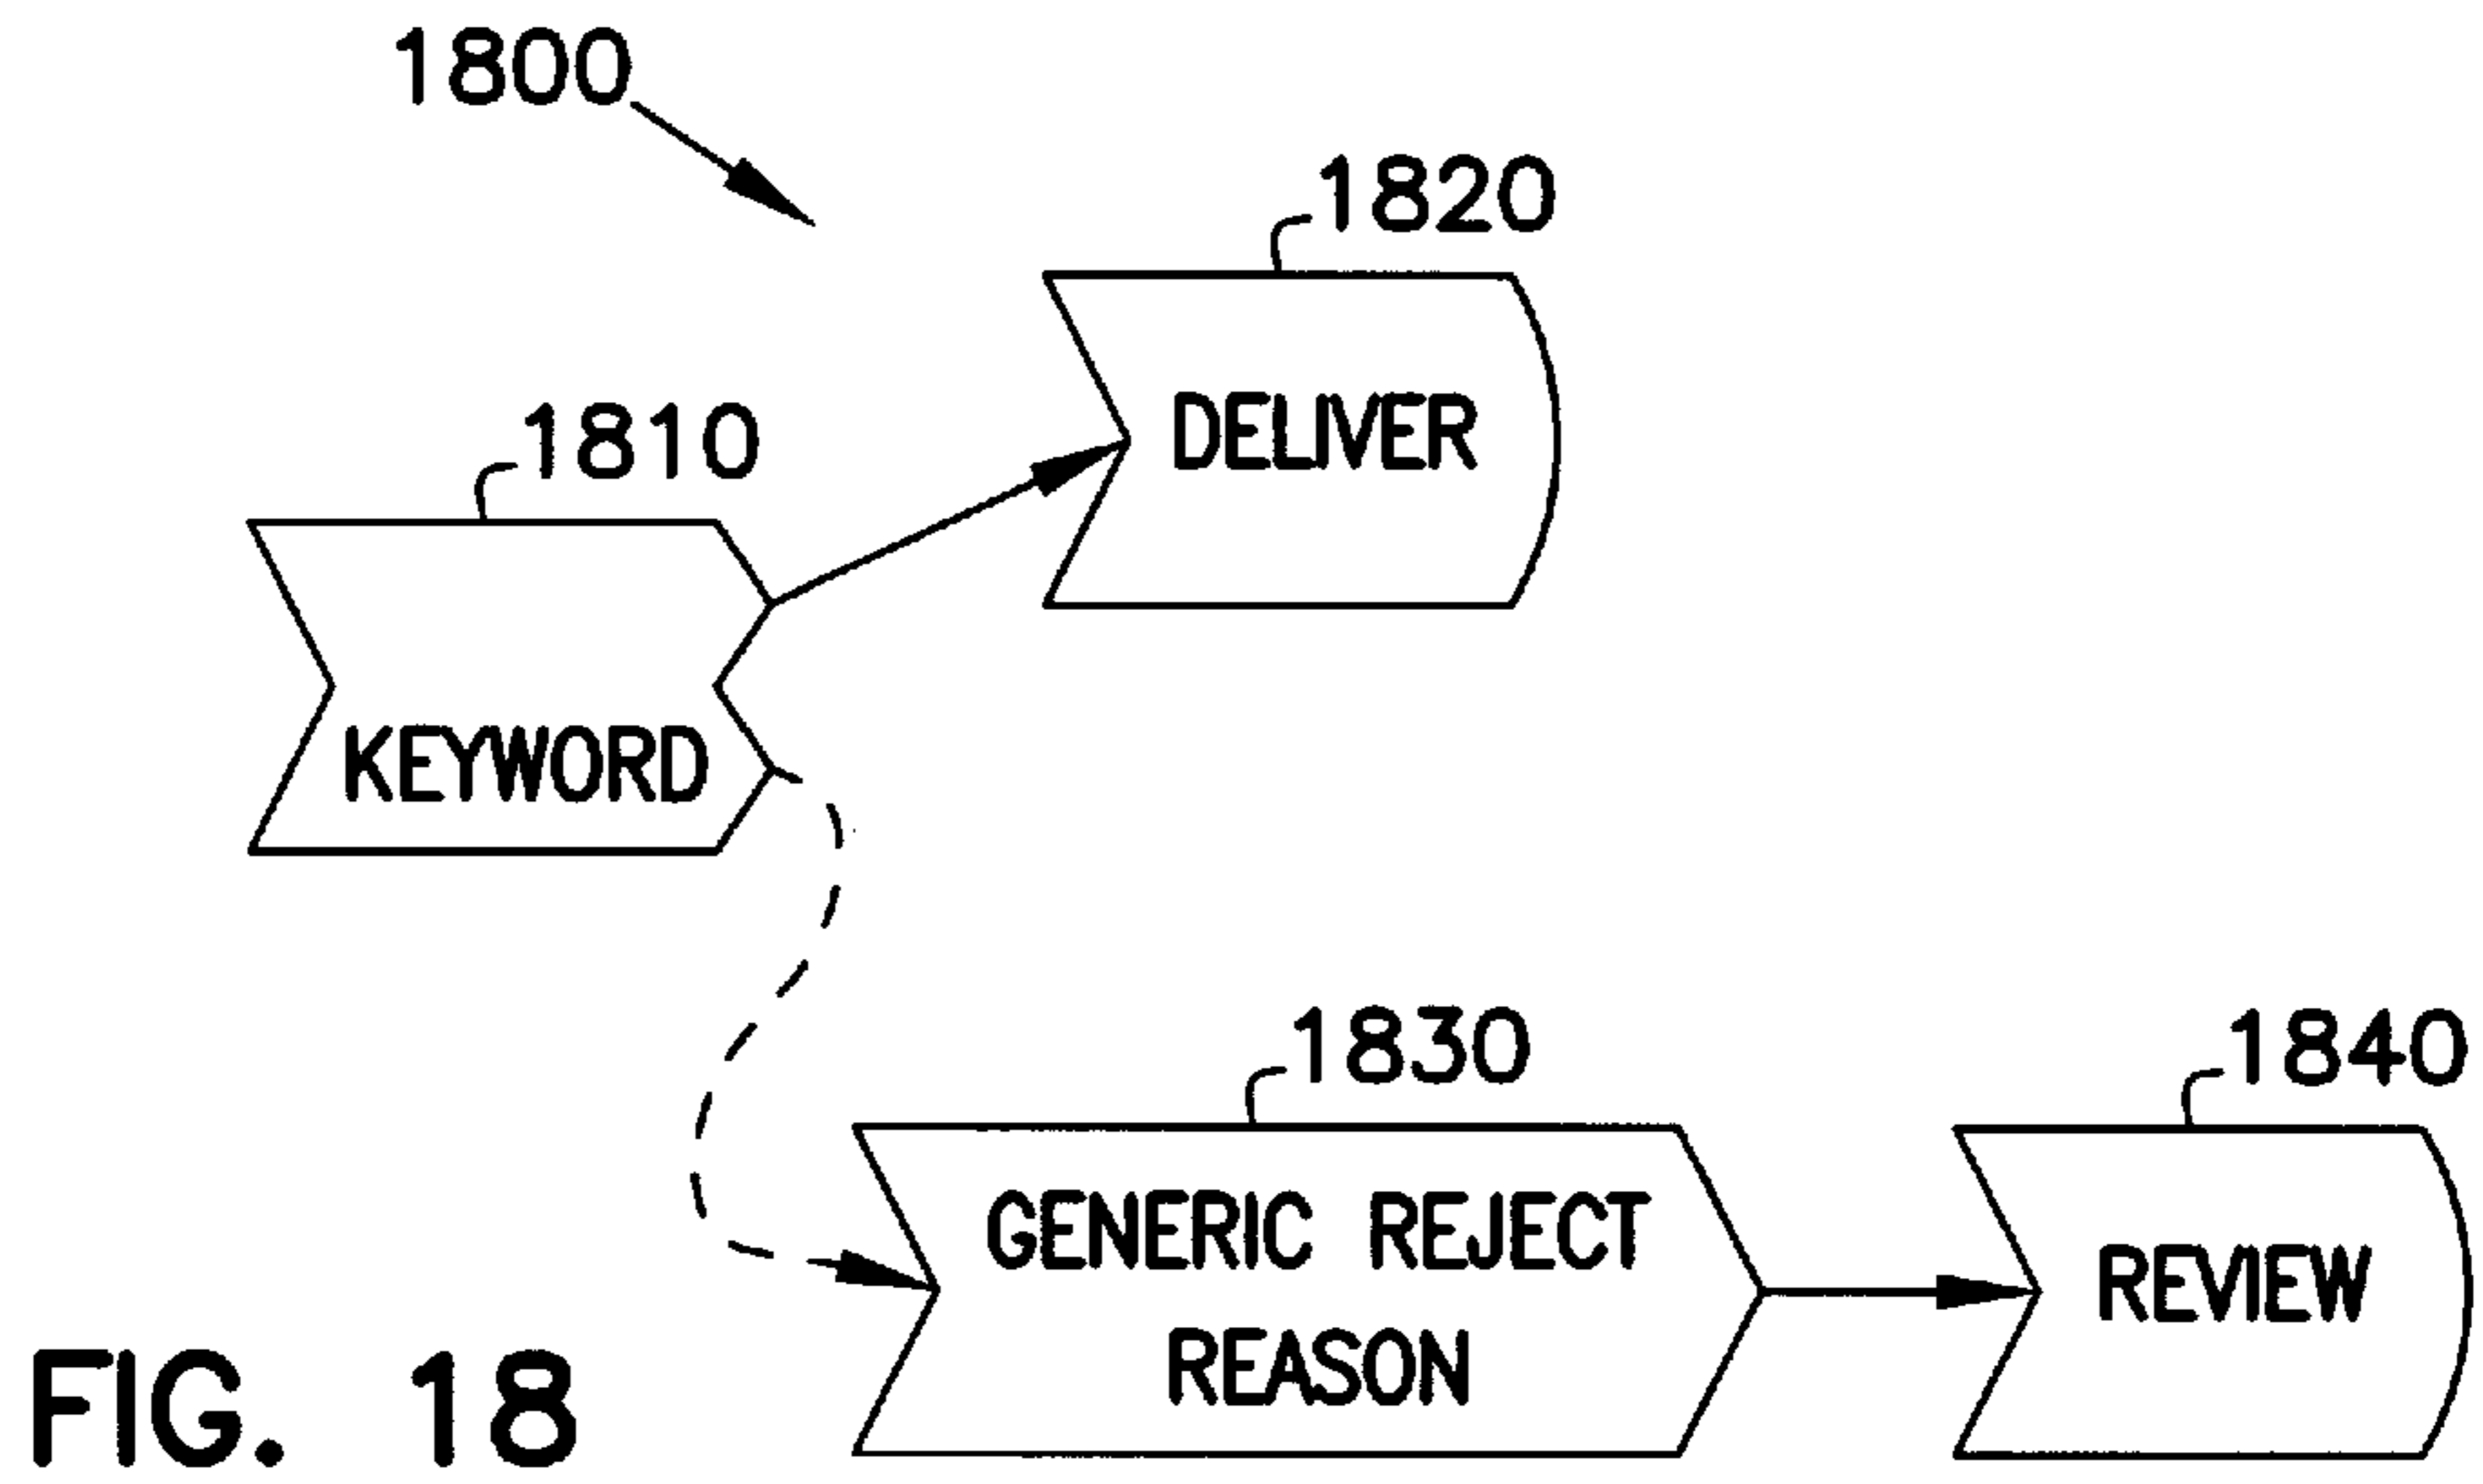 1800
1820
DELIVER
1810
KEYWORD
1830
GENERIC REJECT
REASON
1840
REVIEW
FIG. 18